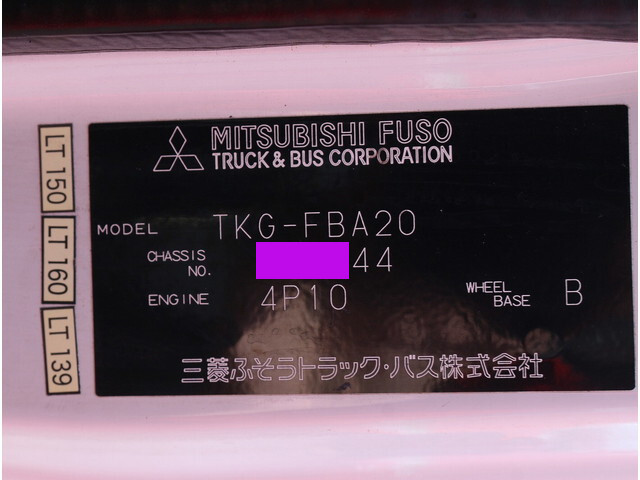 MITSUBISHI FUSO
TRUCK & BUS CORPORATION
MODEL TKG-FBA20
CHASSIS NO. 44
ENGINE 4P10
WHEEL BASE B
三菱ふそうトラック・バス株式会社
LT 150
LT 160
LT 139